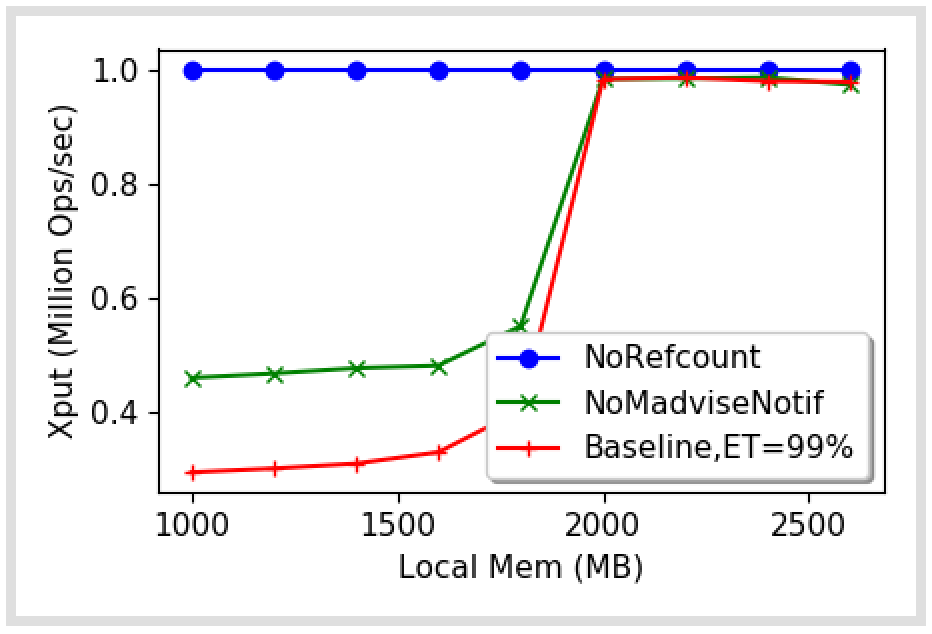 1.0
0.8
0.6
0.4
Xput (Million Ops/sec)
NoRefcount
NoMadviseNotif
Baseline,ET=99%
1000 1500 2000 2500
Local Mem (MB)